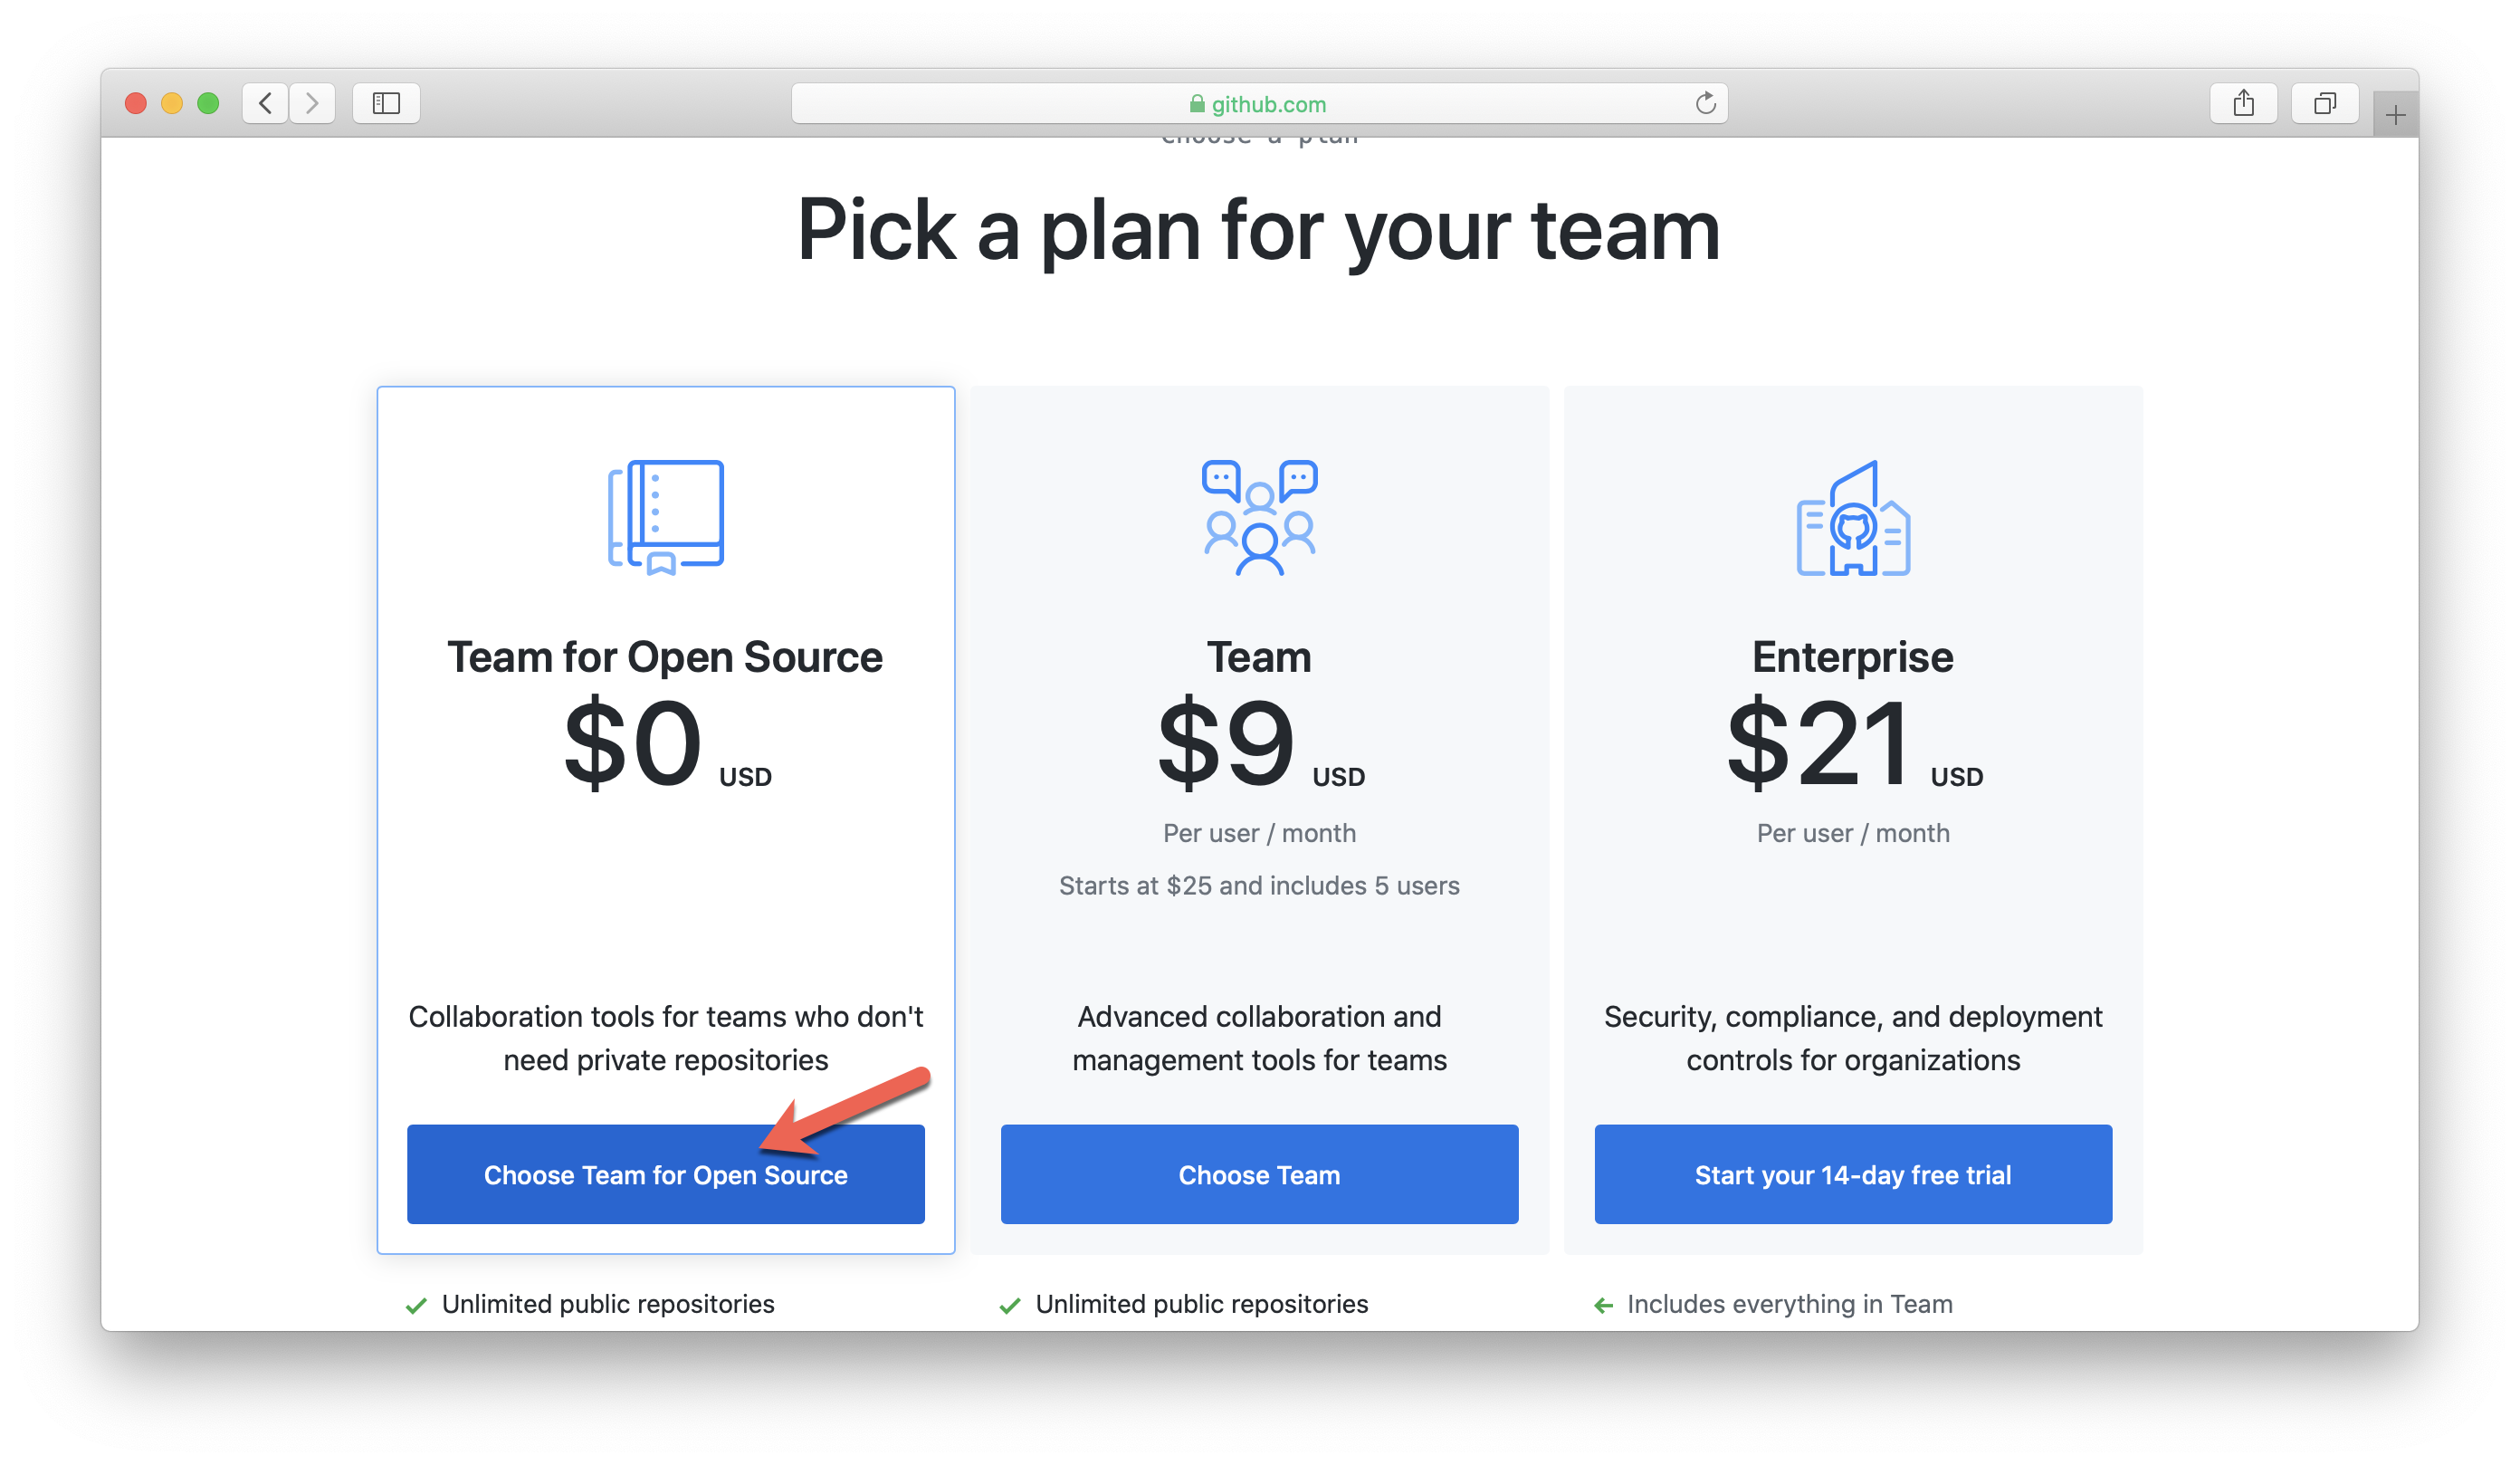 github.com
Choose a plan
Pick a plan for your team
Team for Open Source
$0 USD
Collaboration tools for teams who don't
need private repositories
Choose Team for Open Source
Unlimited public repositories
Team
$9 USD
Per user / month
Starts at $25 and includes 5 users
Advanced collaboration and
management tools for teams
Choose Team
Unlimited public repositories
Enterprise
$21 USD
Per user / month
Security, compliance, and deployment
controls for organizations
Start your 14-day free trial
Includes everything in Team